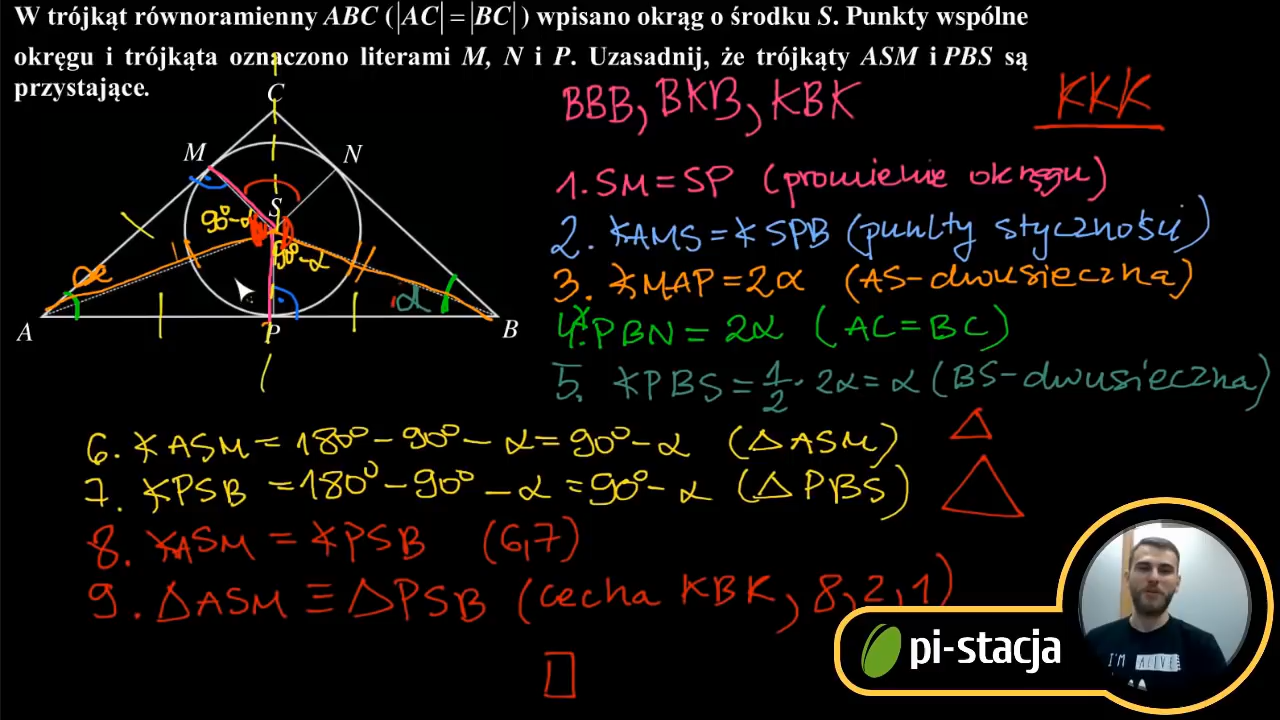 W trójkąt równoramienny ABC (|AC| = |BC|) wpisano okrąg o środku S. Punkty wspólne
okręgu i trójkąta oznaczono literami M, N i P. Uzasadnij, że trójkąty ASM i PBS są
przystające.
BBB, BKB, KBK
KKK
C
M
N
S
90°-α
90°-α
α
α
A
P
B
1. SM = SP (promienie okręgu)
2. ∢AMS = ∢SPB (punkty styczności)
3. ∢MAP = 2α (AS-dwusieczna)
4. ∢PBN = 2α (AC = BC)
5. ∢PBS = 1/2 · 2α = α (BS-dwusieczna)
6. ∢ASM = 180° - 90° - α = 90° - α (△ASM)
7. ∢PSB = 180° - 90° - α = 90° - α (△PBS)
8. ∢ASM = ∢PSB (6,7)
9. △ASM ≡ △PSB (cecha KBK, 8, 2, 1)
pi-stacja
I'M ALIVE